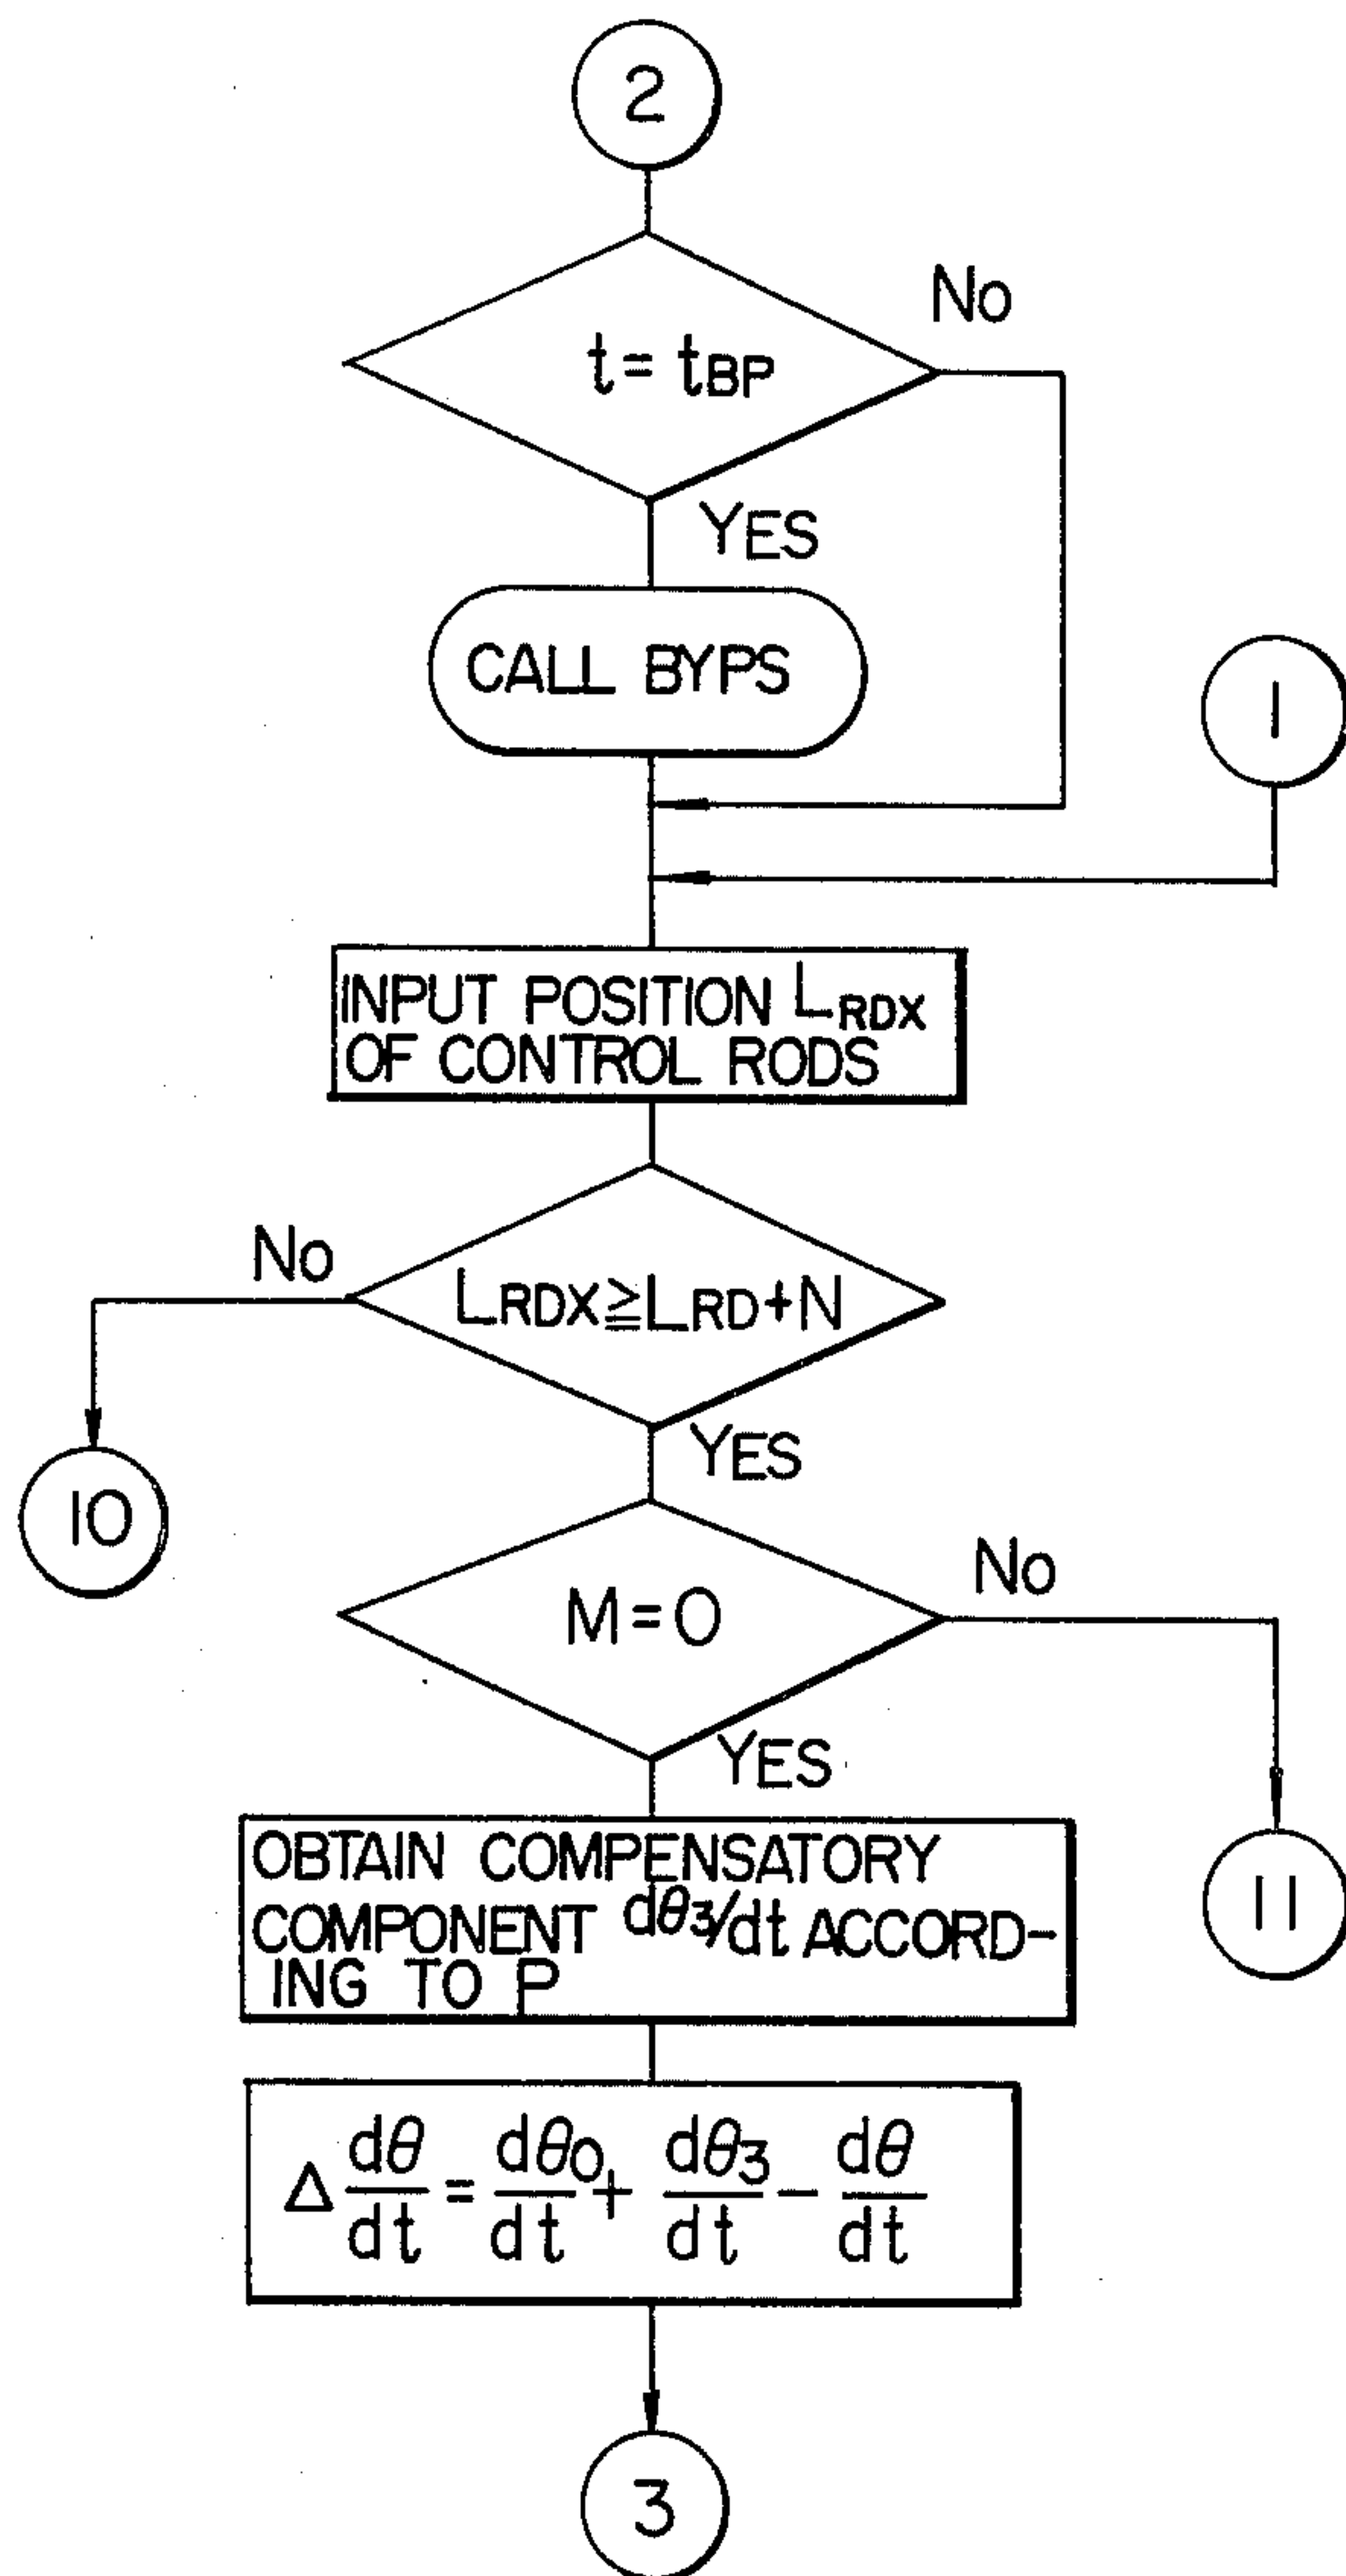 2
No
t = tBP
YES
CALL BYPS
1
INPUT POSITION LRDX
OF CONTROL RODS
No
LRDX≧LRD+N
YES
10
No
M=0
YES
OBTAIN COMPENSATORY
COMPONENT dθ3/dt ACCORD-
ING TO P
11
Δ dθ/dt = dθ0/dt + dθ3/dt - dθ/dt
3